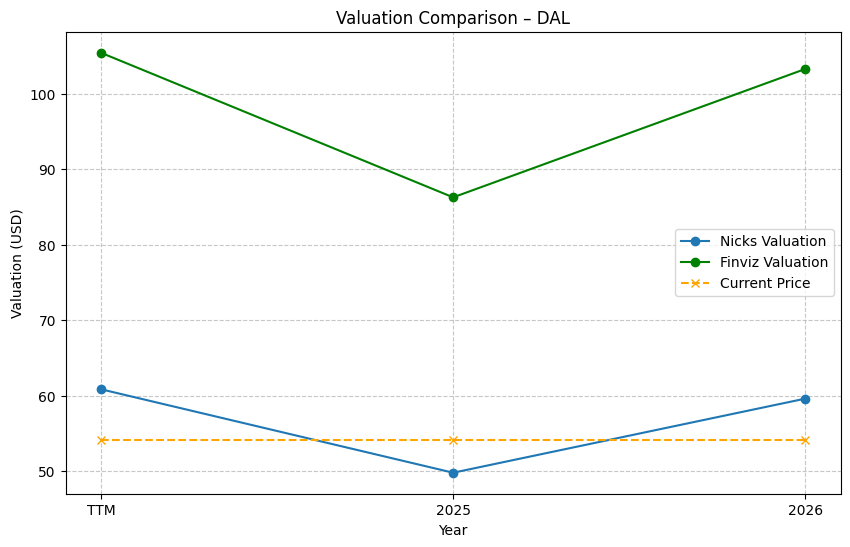 Valuation Comparison – DAL
Valuation (USD)
100
90
80
70
60
50
Nicks Valuation
Finviz Valuation
Current Price
TTM
2025
2026
Year